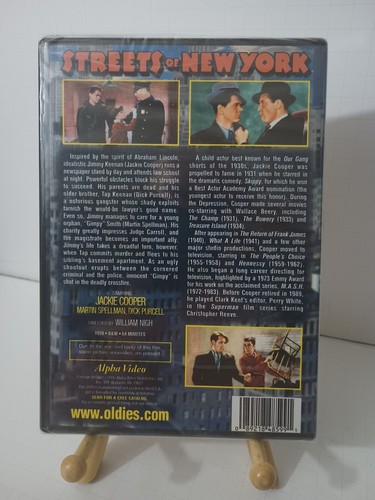 STREETS OF NEW YORK
Inspired by the spirit of Abraham Lincoln,
idealistic Jimmy Keenan (Jackie Cooper) runs a
newspaper stand by day and attends law school
at night. Powerful obstacles block his struggle
to succeed. His parents are dead and his
older brother, Tap Keenan (Dick Purcell), is
a notorious gangster whose shady exploits
tarnish the would-be lawyer's good name.
Even so, Jimmy manages to care for a young
orphan, "Gimpy" Smith (Martin Spellman). His
charity greatly impresses Judge Carroll, and
the magistrate becomes an important ally.
Jimmy's life takes a dreadful turn, however,
when Tap commits murder and flees to his
sibling's basement apartment. As an ugly
shootout erupts between the cornered
criminal and the police, innocent "Gimpy" is
shot in the deadly crossfire.
STARRING
JACKIE COOPER
MARTIN SPELLMAN, DICK PURCELL
DIRECTED BY WILLIAM NIGH
1939 • B&W •
MINUTES
Alpha Video
SEND FOR A FREE CATALOG
www.oldies.com
A child actor best known for the Our Gang
shorts of the 1930s, Jackie Cooper was
propelled to fame in 1931 when he starred in
the dramatic comedy, Skippy, for which he won
a Best Actor Academy Award nomination (the
youngest actor to receive this honor). During
the Depression, Cooper made several movies
co-starring with Wallace Beery, including
The Champ (1931), The Bowery (1933) and
Treasure Island (1934).
After appearing in The Return of Frank James
(1940), What A Life (1941) and a few other
major studio productions, Cooper moved to
television, starring in The People's Choice
(1955-1958) and Hennesey (1959-1962).
He also began a long career directing for
television, highlighted by a 1973 Emmy Award
for his work on the acclaimed series, M.A.S.H.
(1972-1983). Before Cooper retired in 1989,
he played Clark Kent's editor, Perry White,
in the Superman film series starring
Christopher Reeve.